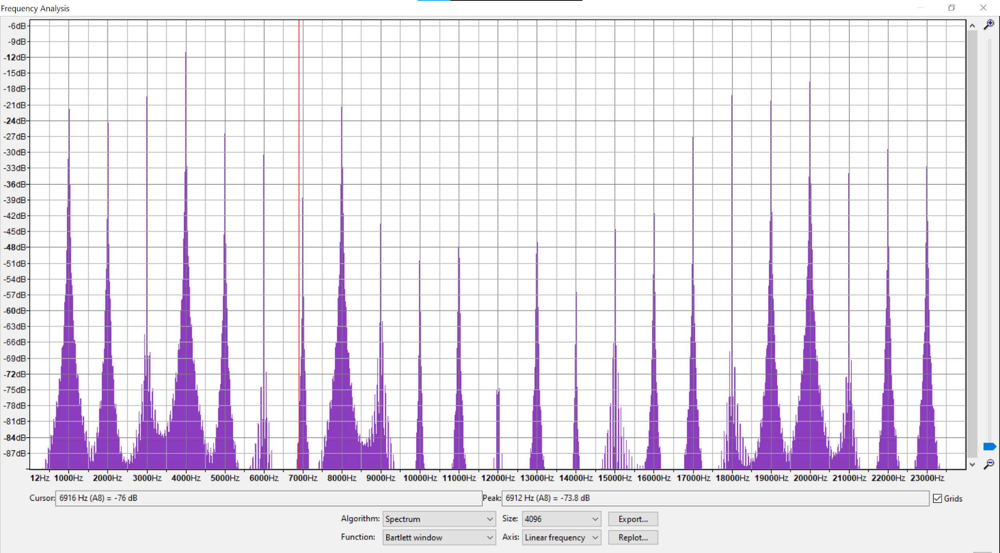 Frequency Analysis
-6dB
-9dB
-12dB
-15dB
-18dB
-21dB
-24dB
-27dB
-30dB
-33dB
-36dB
-39dB
-42dB
-45dB
-48dB
-51dB
-54dB
-57dB
-60dB
-63dB
-66dB
-69dB
-72dB
-75dB
-78dB
-81dB
-84dB
-87dB
12Hz 1000Hz 2000Hz 3000Hz 4000Hz 5000Hz 6000Hz 7000Hz 8000Hz 9000Hz 10000Hz 11000Hz 12000Hz 13000Hz 14000Hz 15000Hz 16000Hz 17000Hz 18000Hz 19000Hz 20000Hz 21000Hz 22000Hz 23000Hz
Cursor: 6916 Hz (A8) = -76 dB Peak: 6912 Hz (A8) = -73.8 dB Grids
Algorithm: Spectrum Size: 4096 Export...
Function: Bartlett window Axis: Linear frequency Replot...